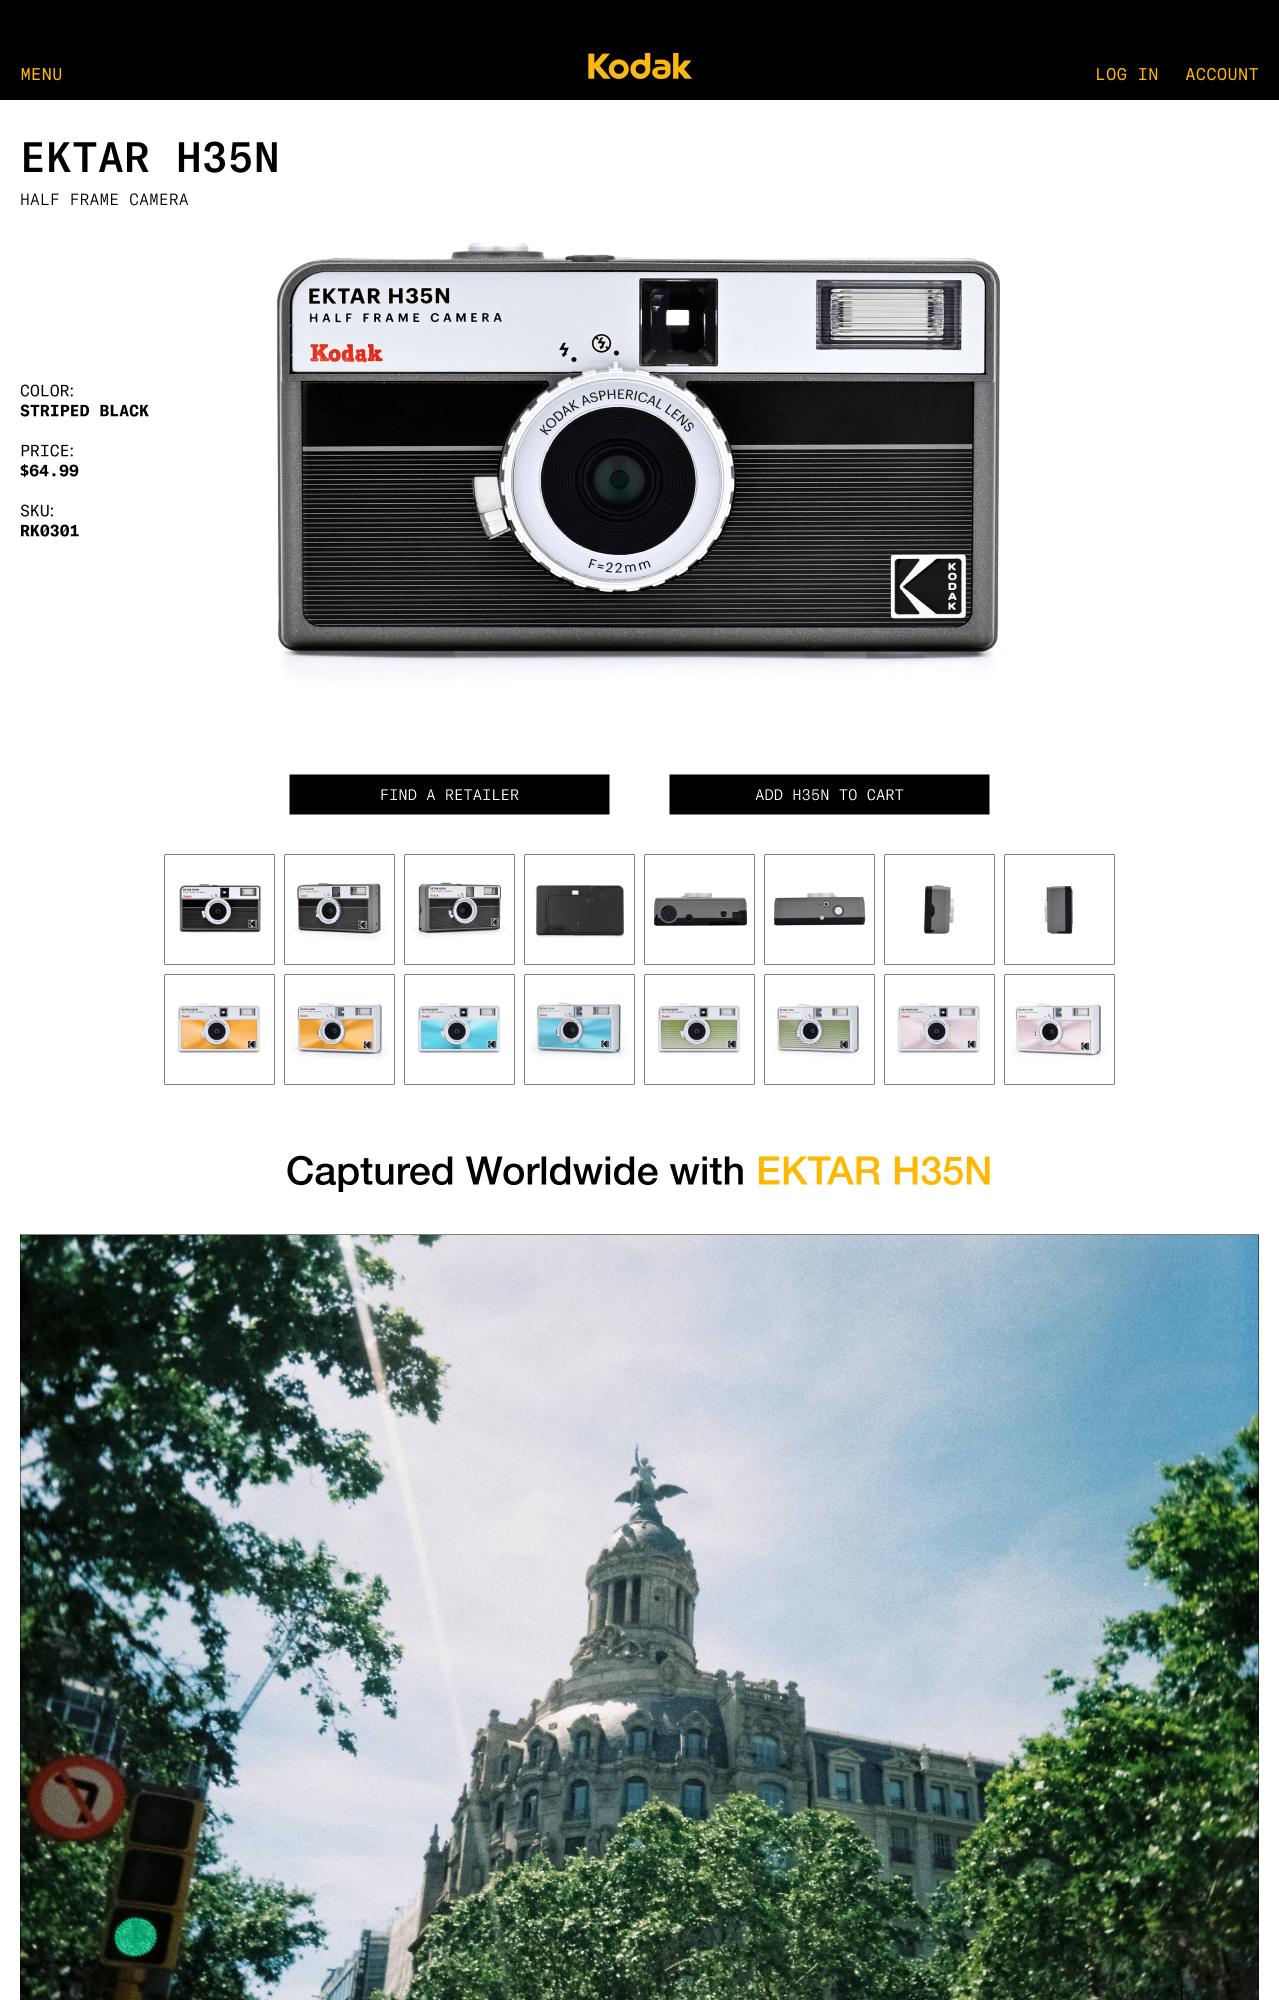 MENU
Kodak
LOG IN ACCOUNT
EKTAR H35N
HALF FRAME CAMERA
EKTAR H35N
HALF FRAME CAMERA
Kodak
KODAK ASPHERICAL LENS
F=22mm
KODAK
COLOR:
STRIPED BLACK
PRICE:
$64.99
SKU:
RK0301
FIND A RETAILER
ADD H35N TO CART
Captured Worldwide with EKTAR H35N